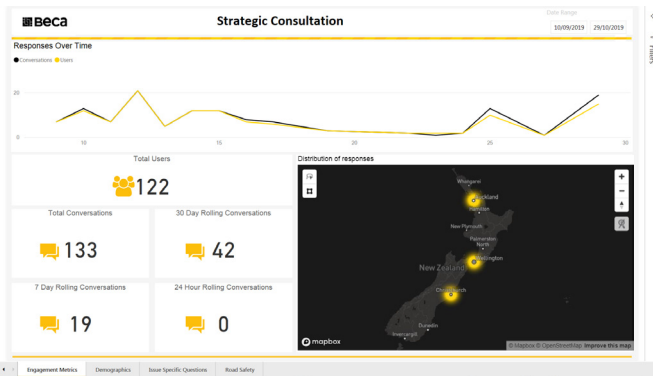 Beca
Strategic Consultation
Date Range
10/09/2019 29/10/2019
Responses Over Time
Conversations Users
20
0
10 15 20 25 30
Total Users
122
Total Conversations
133
30 Day Rolling Conversations
42
7 Day Rolling Conversations
19
24 Hour Rolling Conversations
0
Distribution of responses
Whangarei
Auckland
Hamilton
New Plymouth
Palmerston
North
Wellington
New Zealand
Christchurch
Dunedin
Invercargill
mapbox
© Mapbox © OpenStreetMap Improve this map
Filters
Engagement Metrics Demographics Issue Specific Questions Road Safety